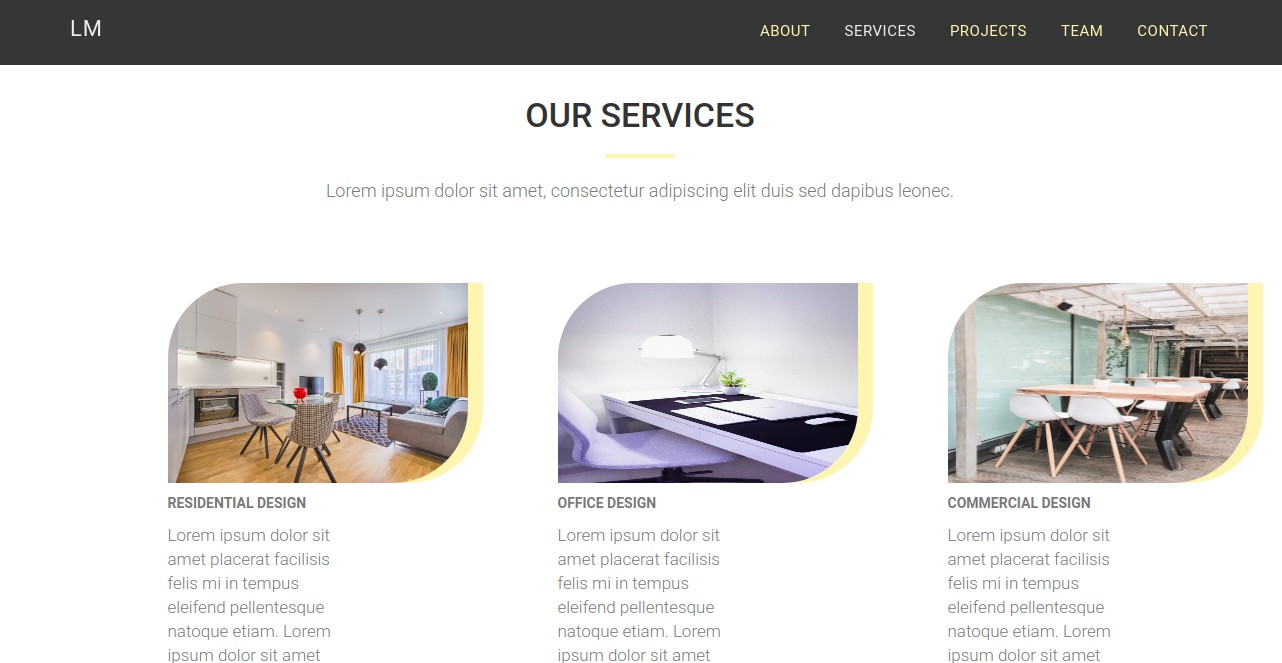 LM
ABOUT SERVICES PROJECTS TEAM CONTACT
OUR SERVICES
Lorem ipsum dolor sit amet, consectetur adipiscing elit duis sed dapibus leonec.
RESIDENTIAL DESIGN
Lorem ipsum dolor sit
amet placerat facilisis
felis mi in tempus
eleifend pellentesque
natoque etiam. Lorem
ipsum dolor sit amet
OFFICE DESIGN
Lorem ipsum dolor sit
amet placerat facilisis
felis mi in tempus
eleifend pellentesque
natoque etiam. Lorem
ipsum dolor sit amet
COMMERCIAL DESIGN
Lorem ipsum dolor sit
amet placerat facilisis
felis mi in tempus
eleifend pellentesque
natoque etiam. Lorem
ipsum dolor sit amet